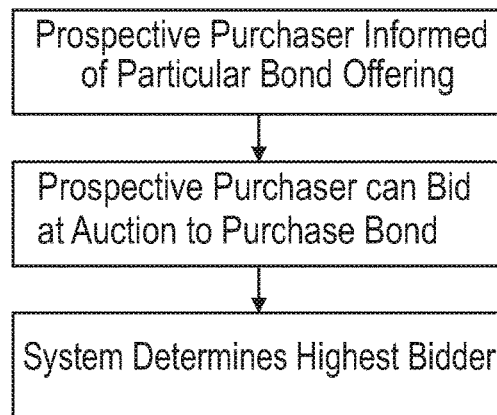 Prospective Purchaser Informed
of Particular Bond Offering
Prospective Purchaser can Bid
at Auction to Purchase Bond
System Determines Highest Bidder